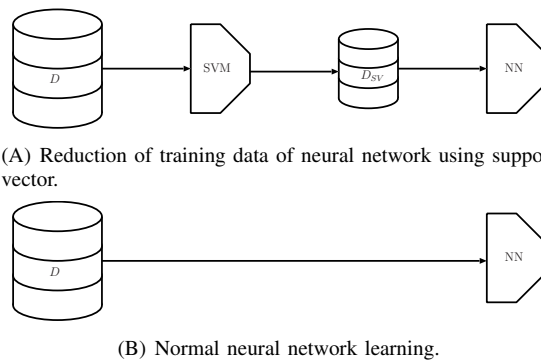 D
SVM
D_SV
NN
(A) Reduction of training data of neural network using suppo
vector.
D
NN
(B) Normal neural network learning.